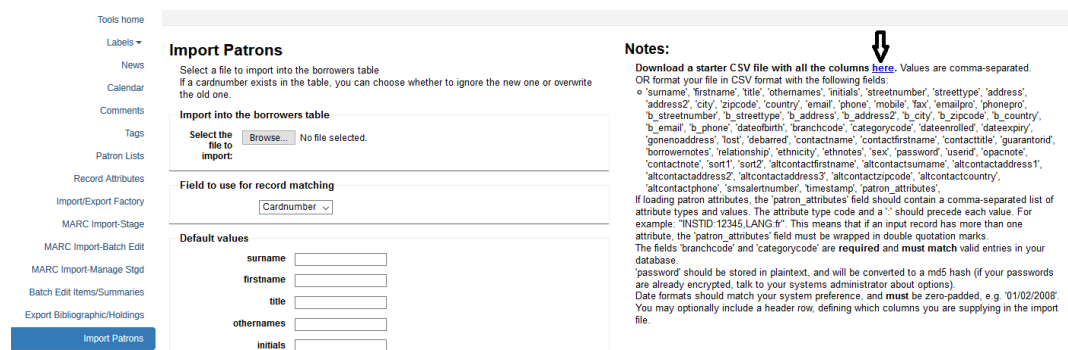 Tools home
Labels
News
Calendar
Comments
Tags
Patron Lists
Record Attributes
Import/Export Factory
MARC Import-Stage
MARC Import-Batch Edit
MARC Import-Manage Stgd
Batch Edit Items/Summaries
Export Bibliographic/Holdings
Import Patrons
Import Patrons
Select a file to import into the borrowers table
If a cardnumber exists in the table, you can choose whether to ignore the new one or overwrite
the old one.
Import into the borrowers table
Select the
file to
import:
Browse... No file selected.
Field to use for record matching
Cardnumber
Default values
surname
firstname
title
othernames
initials
Notes:
Download a starter CSV file with all the columns here. Values are comma-separated.
OR format your file in CSV format with the following fields:
'surname', 'firstname', 'title', 'othernames', 'initials', 'streetnumber', 'streettype', 'address',
'address2', 'city', 'zipcode', 'country', 'email', 'phone', 'mobile', 'fax', 'emailpro', 'phonepro',
'b_streetnumber', 'b_streettype', 'b_address', 'b_address2', 'b_city', 'b_zipcode', 'b_country',
'b_email', 'b_phone', 'dateofbirth', 'branchcode', 'categorycode', 'dateenrolled', 'dateexpiry',
'gonenoaddress', 'lost', 'debarred', 'contactname', 'contactfirstname', 'contacttitle', 'guarantorid',
'borrowernotes', 'relationship', 'ethnicity', 'ethnotes', 'sex', 'password', 'userid', 'opacnote',
'contactnote', 'sort1', 'sort2', 'altcontactfirstname', 'altcontactsurname', 'altcontactaddress1',
'altcontactaddress2', 'altcontactaddress3', 'altcontactzipcode', 'altcontactcountry',
'altcontactphone', 'smsalertnumber', 'timestamp', 'patron_attributes',
If loading patron attributes, the 'patron_attributes' field should contain a comma-separated list of
attribute types and values. The attribute type code and a ':' should precede each value. For
example: "INSTID:12345,LANG:fr". This means that if an input record has more than one
attribute, the 'patron_attributes' field must be wrapped in double quotation marks.
The fields 'branchcode' and 'categorycode' are required and must match valid entries in your
database.
'password' should be stored in plaintext, and will be converted to a md5 hash (if your passwords
are already encrypted, talk to your systems administrator about options).
Date formats should match your system preference, and must be zero-padded, e.g. '01/02/2008'.
You may optionally include a header row, defining which columns you are supplying in the import
file.